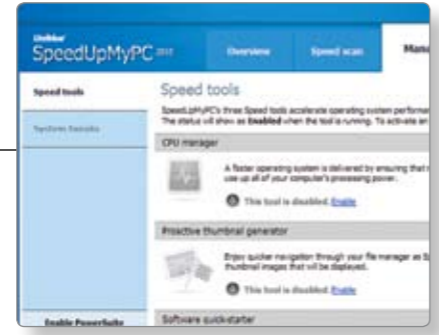 Uniblue
SpeedUpMyPC 2012
Overview
Speed scan
Mana
Speed tools
System tweaks
Speed tools
SpeedUpMyPC's three Speed tools accelerate operating system performan
The status will show as Enabled when the tool is running. To activate an
CPU manager
A faster operating system is delivered by ensuring that
use up all of your computer's processing power.
This tool is disabled. Enable
Proactive thumbnail generator
Enjoy quicker navigation through your file manager as
thumbnail images that will be displayed.
This tool is disabled. Enable
Software quick-starter
Enable PowerSuite